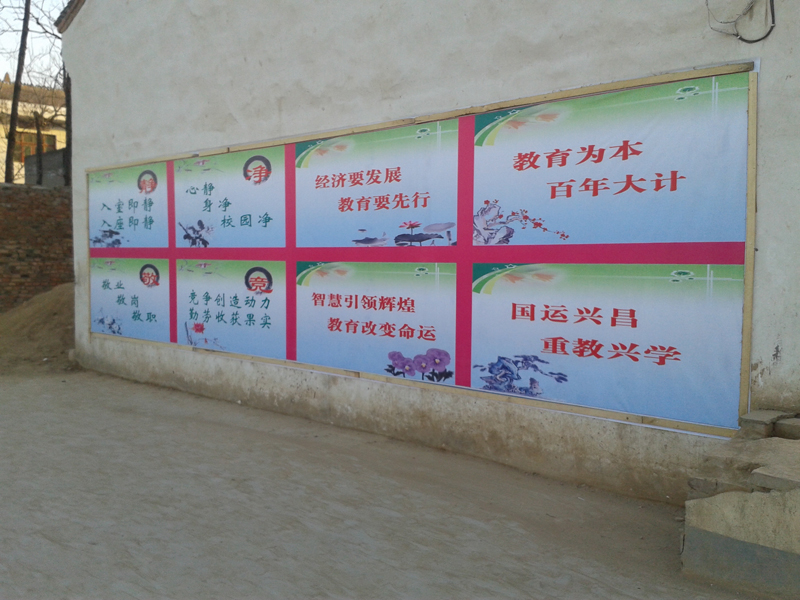 静
入室即静
入座即静
净
心静
身净
校园净
经济要发展
教育要先行
教育为本
百年大计
敬
敬业
敬岗
敬职
竞
竞争创造动力
勤劳收获果实
智慧引领辉煌
教育改变命运
国运兴昌
重教兴学